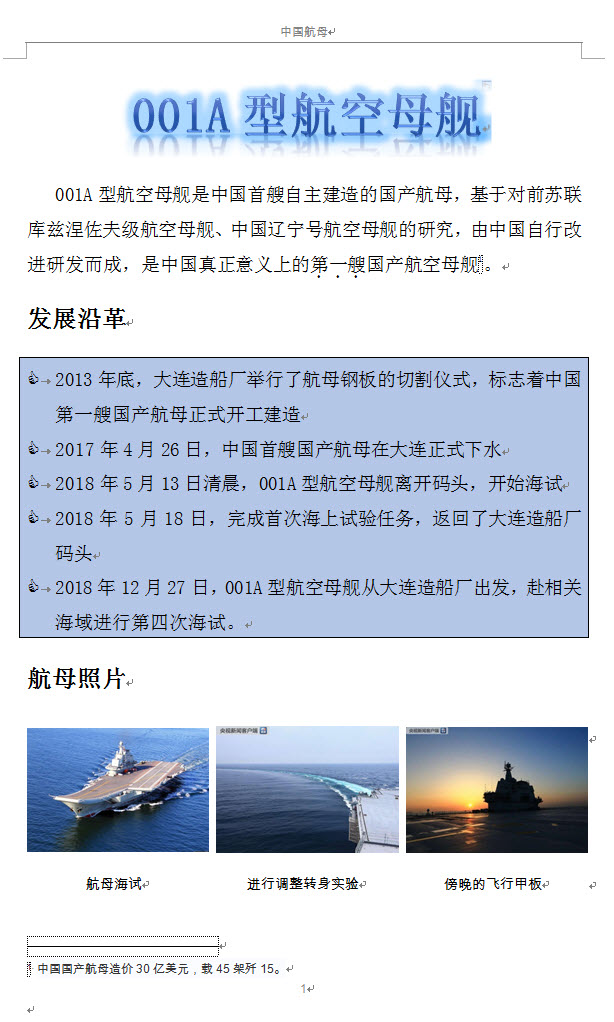 中国航母
001A 型航空母舰
001A 型航空母舰是中国首艘自主建造的国产航母，基于对前苏联
库兹涅佐夫级航空母舰、中国辽宁号航空母舰的研究，由中国自行改
进研发而成，是中国真正意义上的第一艘国产航空母舰。
发展沿革
2013 年底，大连造船厂举行了航母钢板的切割仪式，标志着中国
第一艘国产航母正式开工建造
2017 年 4 月 26 日，中国首艘国产航母在大连正式下水
2018 年 5 月 13 日清晨，001A 型航空母舰离开码头，开始海试
2018 年 5 月 18 日，完成首次海上试验任务，返回了大连造船厂
码头
2018 年 12 月 27 日，001A 型航空母舰从大连造船厂出发，赴相关
海域进行第四次海试。
航母照片
央视新闻客户端
央视新闻客户端
航母海试
进行调整转身实验
傍晚的飞行甲板
中国国产航母造价 30 亿美元，载 45 架歼 15。
1